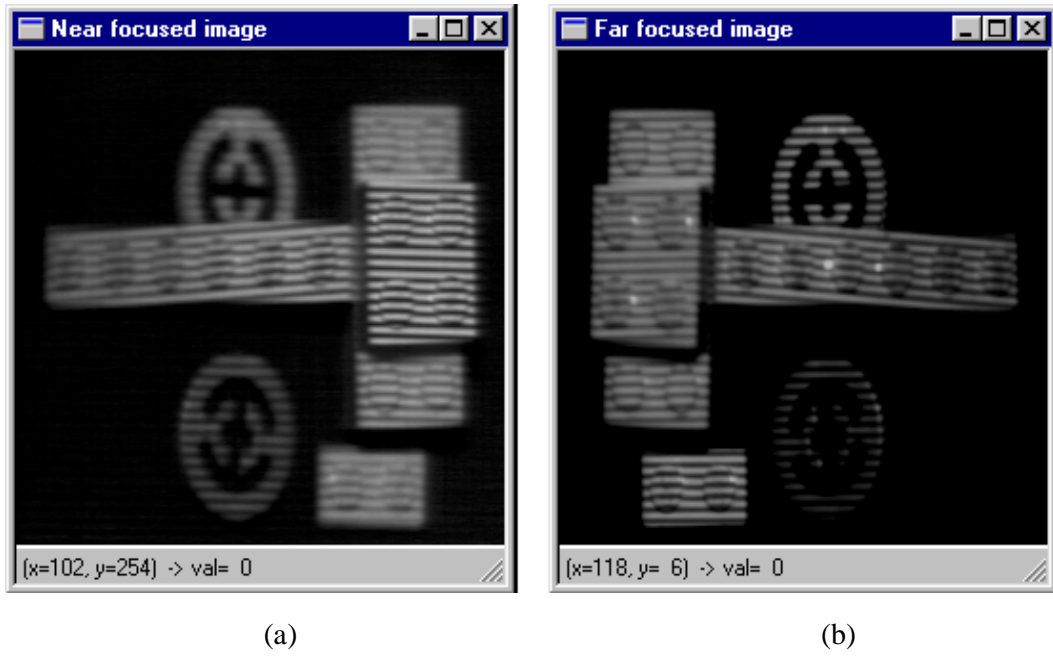 Near focused image
Far focused image
(x=102, y=254) -> val= 0
(x=118, y= 6) -> val= 0
(a)
(b)